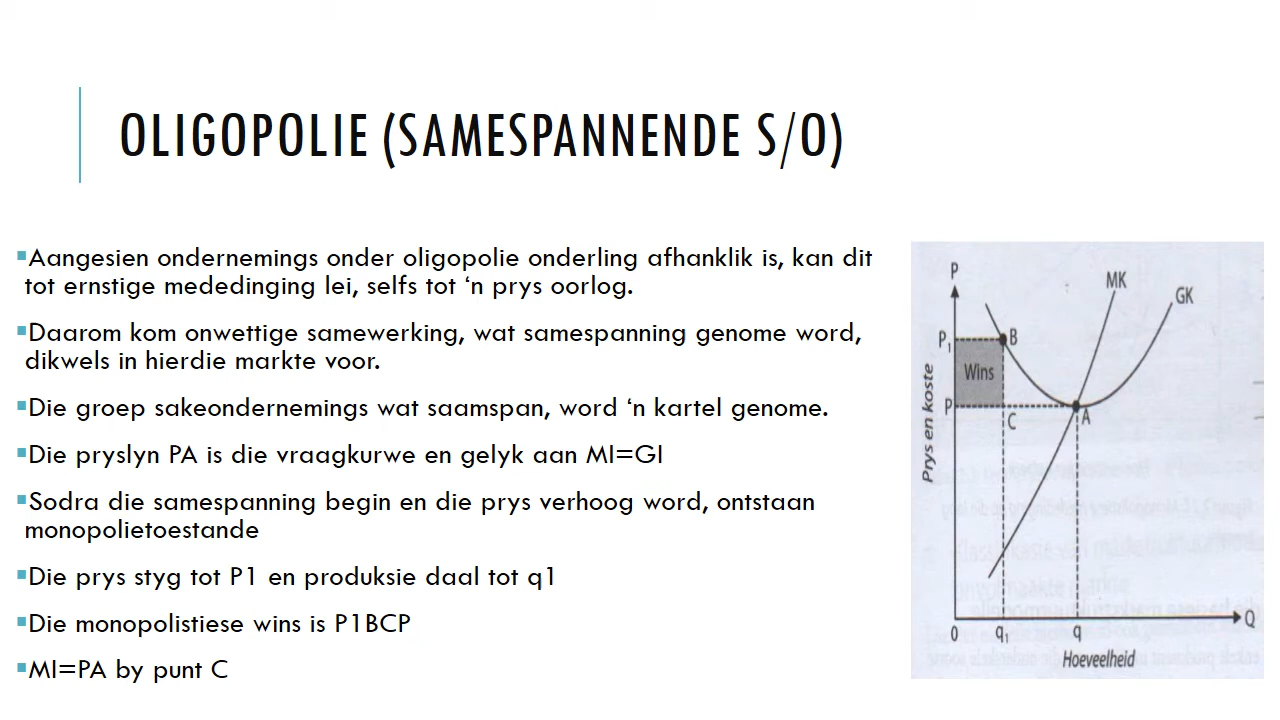 OLIGOPOLIE (SAMESPANNENDE S/O)
▪Aangesien ondernemings onder oligopolie onderling afhanklik is, kan dit
tot ernstige mededinging lei, selfs tot ‘n prys oorlog.
▪Daarom kom onwettige samewerking, wat samespanning genome word,
dikwels in hierdie markte voor.
▪Die groep sakeondernemings wat saamspan, word ‘n kartel genome.
▪Die pryslyn PA is die vraagkurwe en gelyk aan MI=GI
▪Sodra die samespanning begin en die prys verhoog word, ontstaan
monopolietoestande
▪Die prys styg tot P1 en produksie daal tot q1
▪Die monopolistiese wins is P1BCP
▪MI=PA by punt C
P
MK
GK
P₁
B
Wins
P
C
A
Prys en koste
0
q₁
q
Q
Hoeveelheid